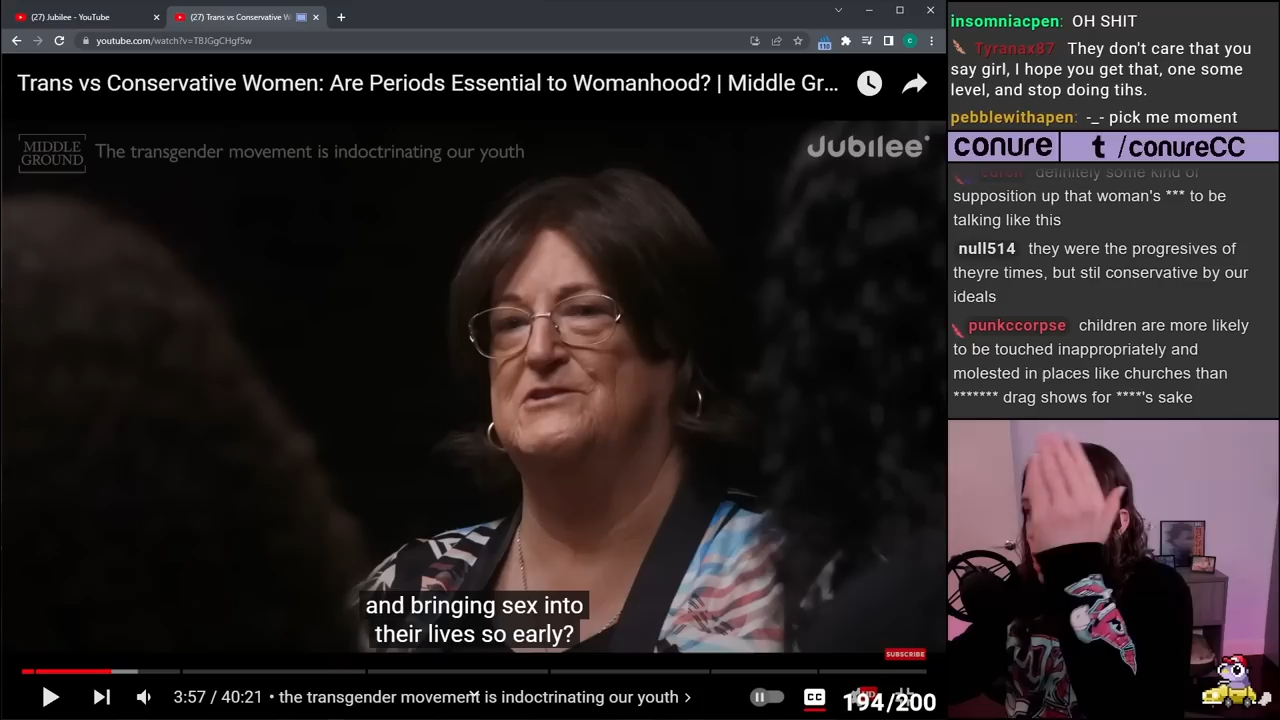 (27) Jubilee - YouTube
(27) Trans vs Conservative W
youtube.com/watch?v=TBJGgCHgf5w
Trans vs Conservative Women: Are Periods Essential to Womanhood? | Middle Gr...
MIDDLE
GROUND
The transgender movement is indoctrinating our youth
Jubilee
and bringing sex into
their lives so early?
SUBSCRIBE
3:57 / 40:21 • the transgender movement is indoctrinating our youth
CC
194/200
insomniacpen: OH SHIT
Tyranax87 They don't care that you
say girl, I hope you get that, one some
level, and stop doing tihs.
pebblewithapen: -_- pick me moment
conure t /conureCC
definitely some kind of
supposition up that woman's *** to be
talking like this
null514 they were the progresives of
theyre times, but stil conservative by our
ideals
punkccorpse children are more likely
to be touched inappropriately and
molested in places like churches than
******* drag shows for ****'s sake